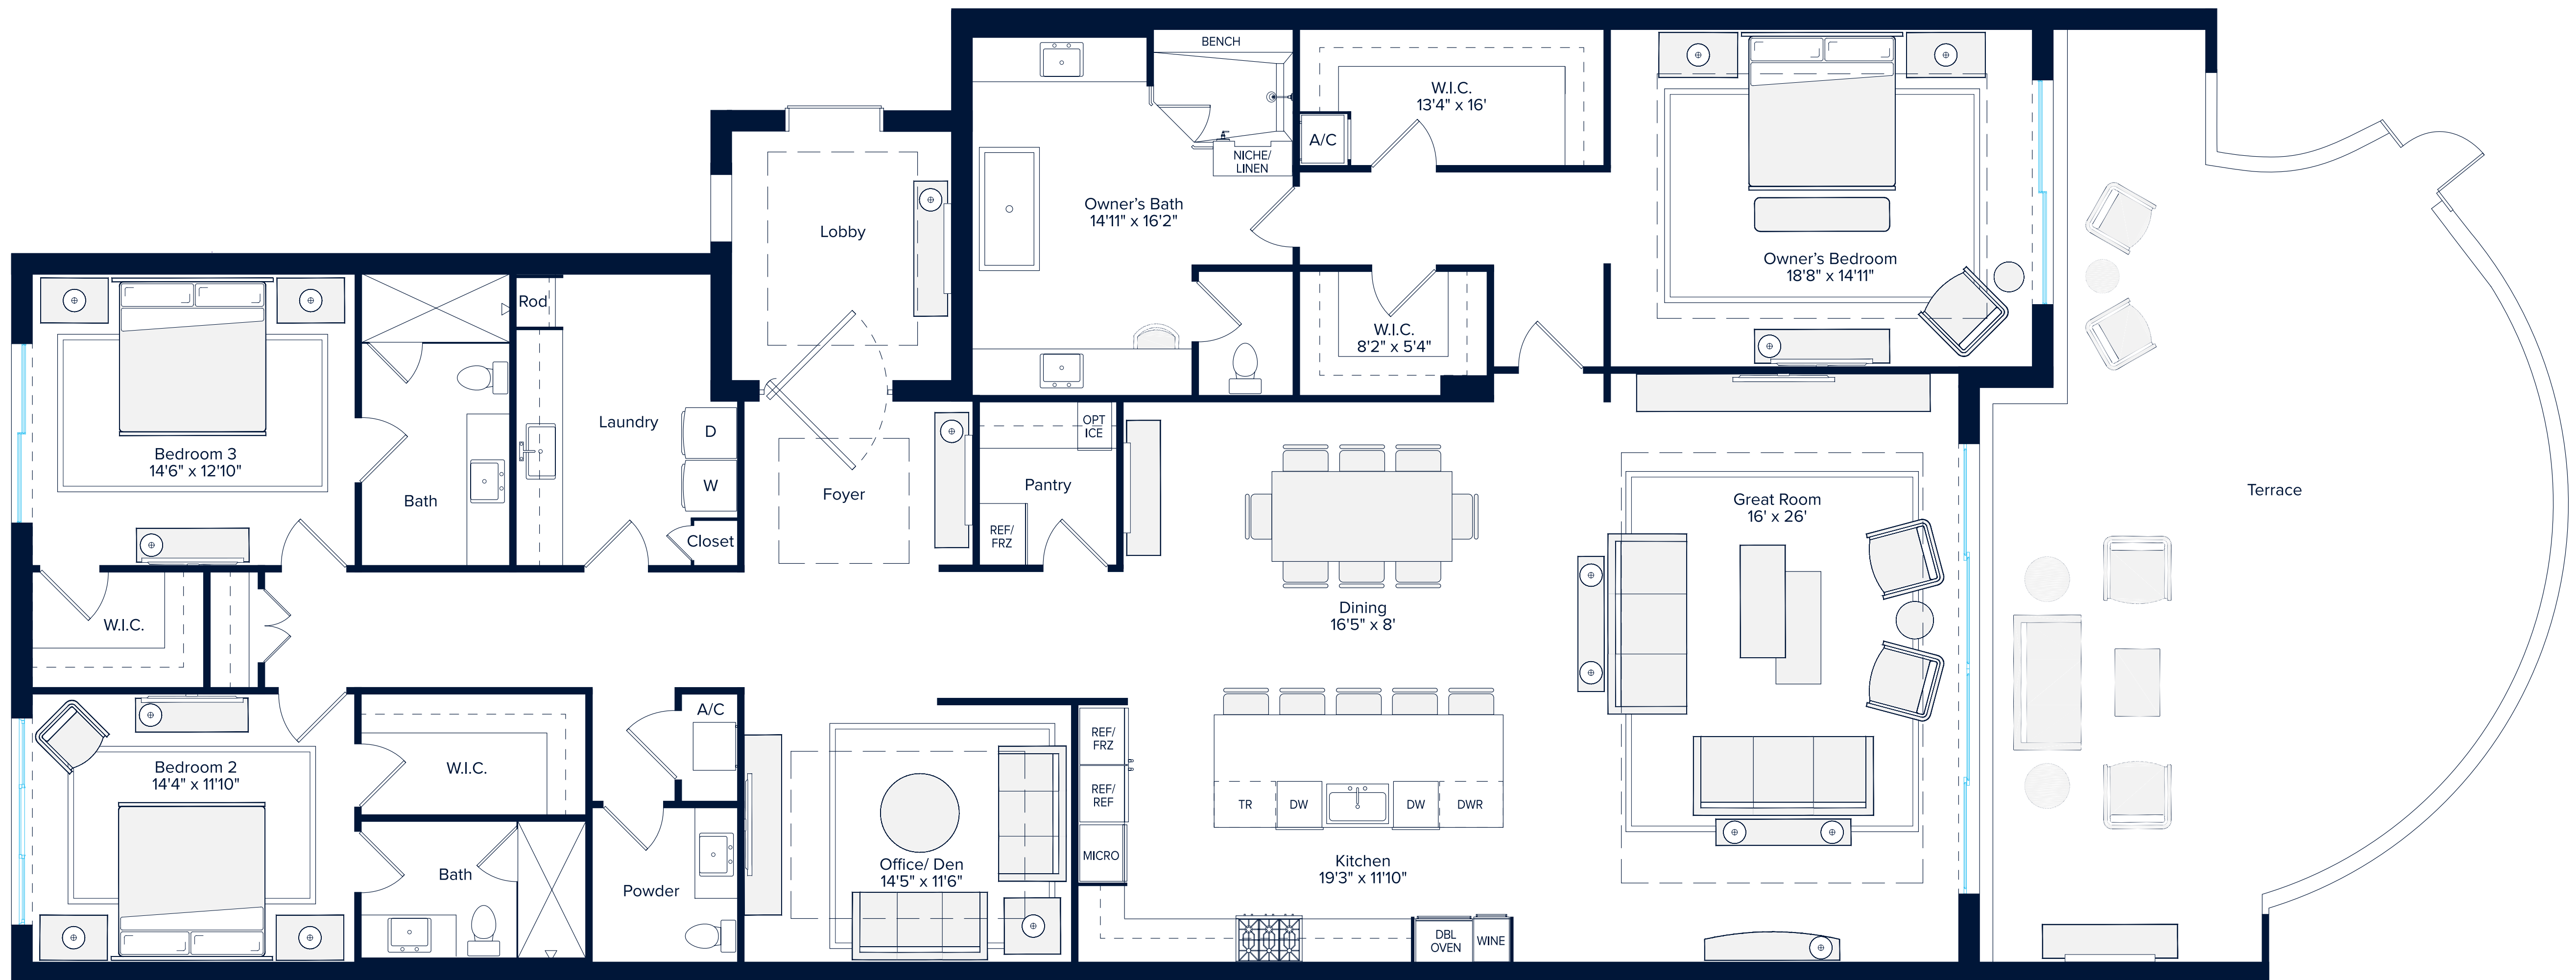 BENCH
W.I.C.
13'4" x 16'
A/C
NICHE/
LINEN
Owner's Bath
14'11" x 16'2"
Lobby
Owner's Bedroom
18'8" x 14'11"
Rod
W.I.C.
8'2" x 5'4"
Laundry
D
W
Closet
OPT
ICE
Bedroom 3
14'6" x 12'10"
Bath
Foyer
Pantry
REF/
FRZ
Great Room
16' x 26'
Terrace
Dining
16'5" x 8'
W.I.C.
A/C
REF/
FRZ
Bedroom 2
14'4" x 11'10"
W.I.C.
REF/
REF
TR
DW
DW
DWR
MICRO
Bath
Powder
Office/ Den
14'5" x 11'6"
Kitchen
19'3" x 11'10"
DBL
OVEN
WINE